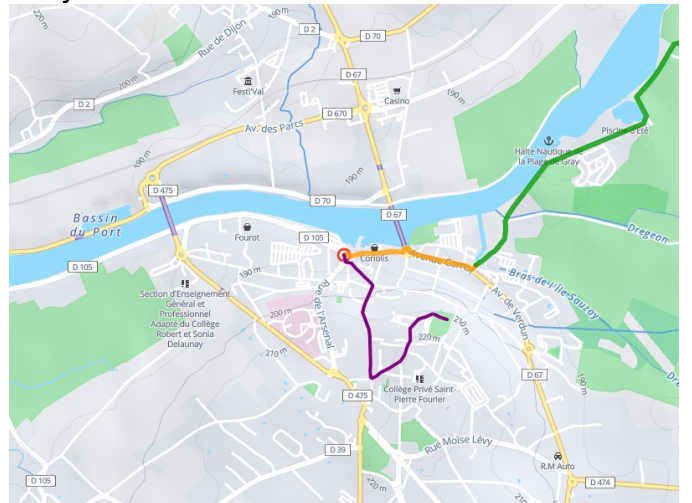 220 m
Rue de Dijon
D 2
D 70
190 m
200 m
D 67
Festi'Val
Casino
D 2
D 670
Av. des Parcs
190 m
Piscine d'Eté
Halte Nautique de
la Plage de Gray
190 m
D 475
D 70
Bassin
du Port
D 67
Fourot
D 105
Dregeon
Coriolis
Avenue Carnot
D 105
190 m
Bras-de-l'Ile-Sauzay
Section d'Enseignement
Général et
Professionnel
Adapté du Collège
Robert et Sonia
Delaunay
Rue de l'Arsenal
Av. de Verdun
200 m
210 m
210 m
220 m
D 67
Collège Privé Saint-
Pierre Fourier
D 475
Rue Moïse Lévy
D 39
R.M Auto
D 105
D 474